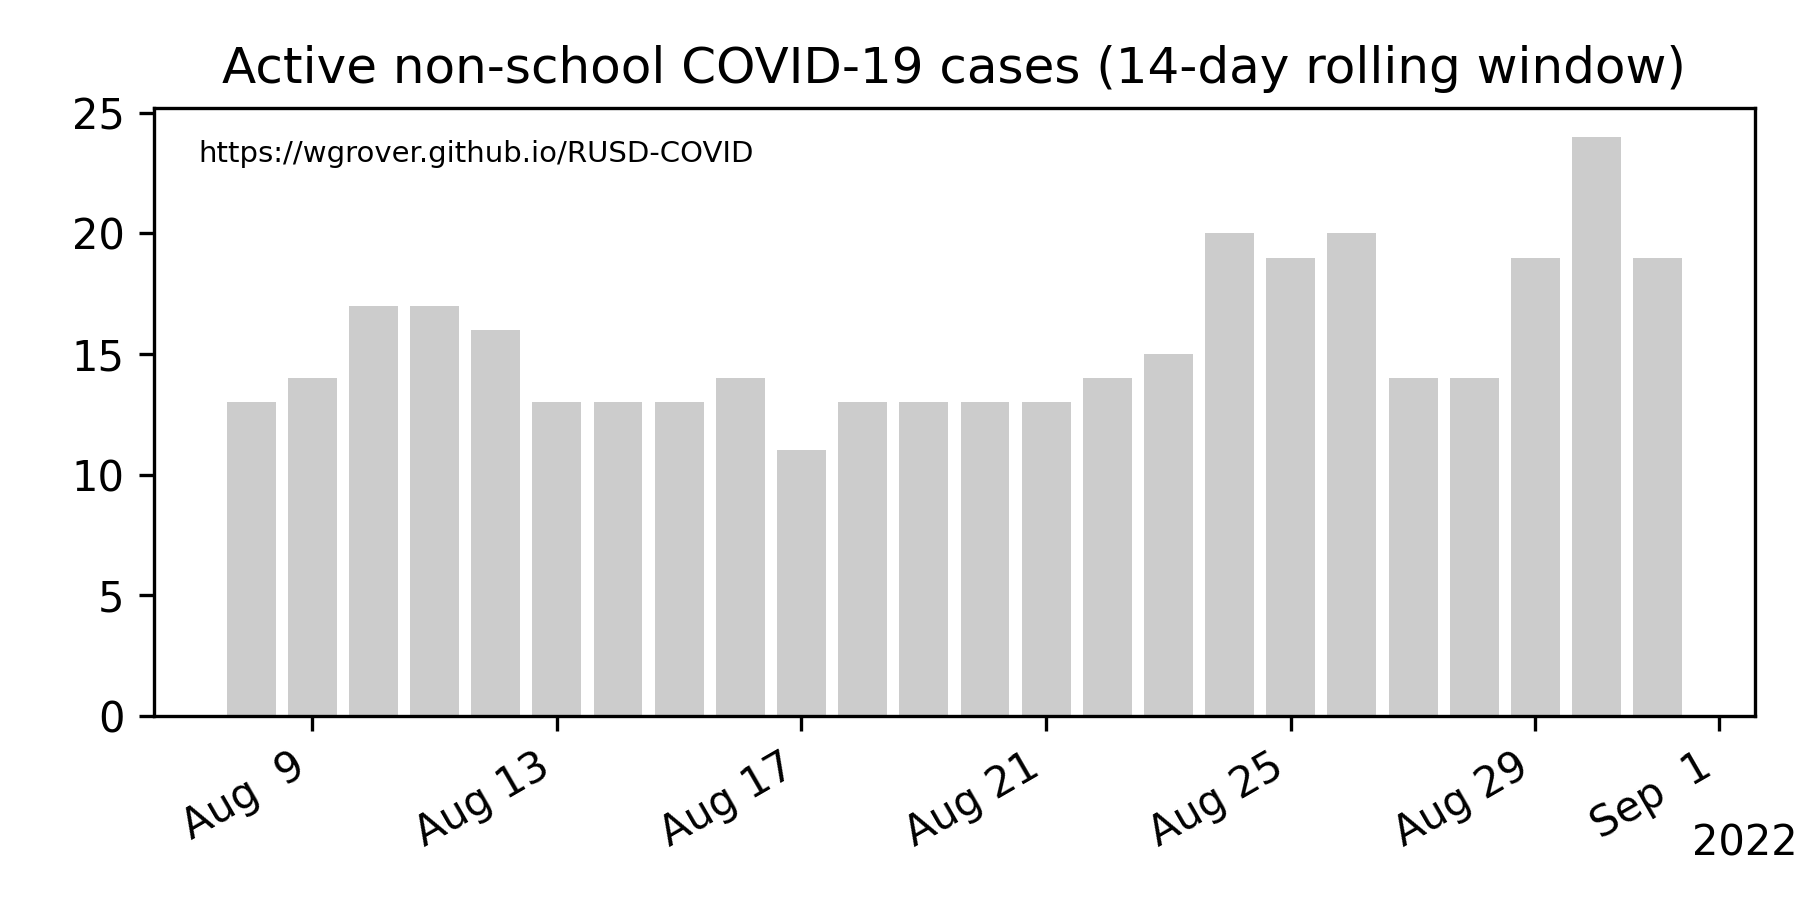 Active non-school COVID-19 cases (14-day rolling window)
https://wgrover.github.io/RUSD-COVID
25
20
15
10
5
0
Aug 9
Aug 13
Aug 17
Aug 21
Aug 25
Aug 29
Sep 1
2022